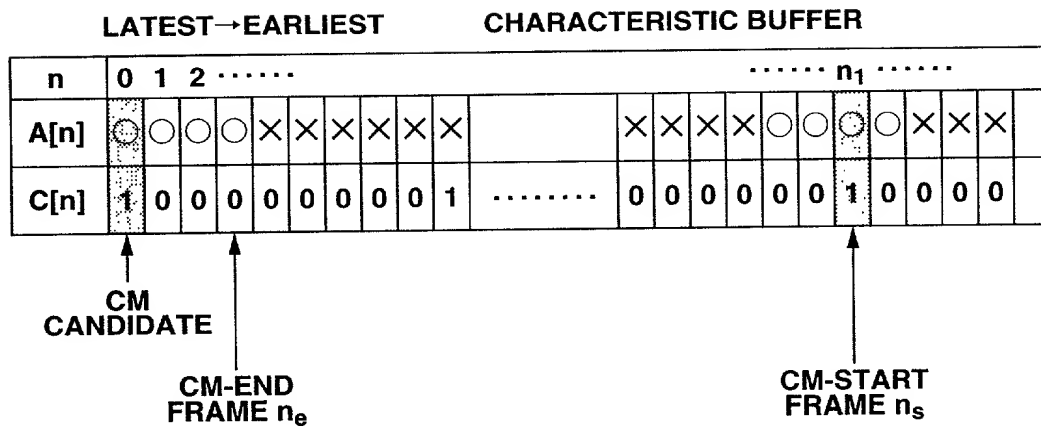 LATEST→EARLIEST CHARACTERISTIC BUFFER
n 0 1 2 ······ ······ n₁ ······
A[n] ○ ○ ○ ○ × × × × × × × × × × ○ ○ ○ ○ × × ×
C[n] 1 0 0 0 0 0 0 0 0 1 ········ 0 0 0 0 0 0 1 0 0 0 0
CM
CANDIDATE
CM-END
FRAME nₑ
CM-START
FRAME nₛ